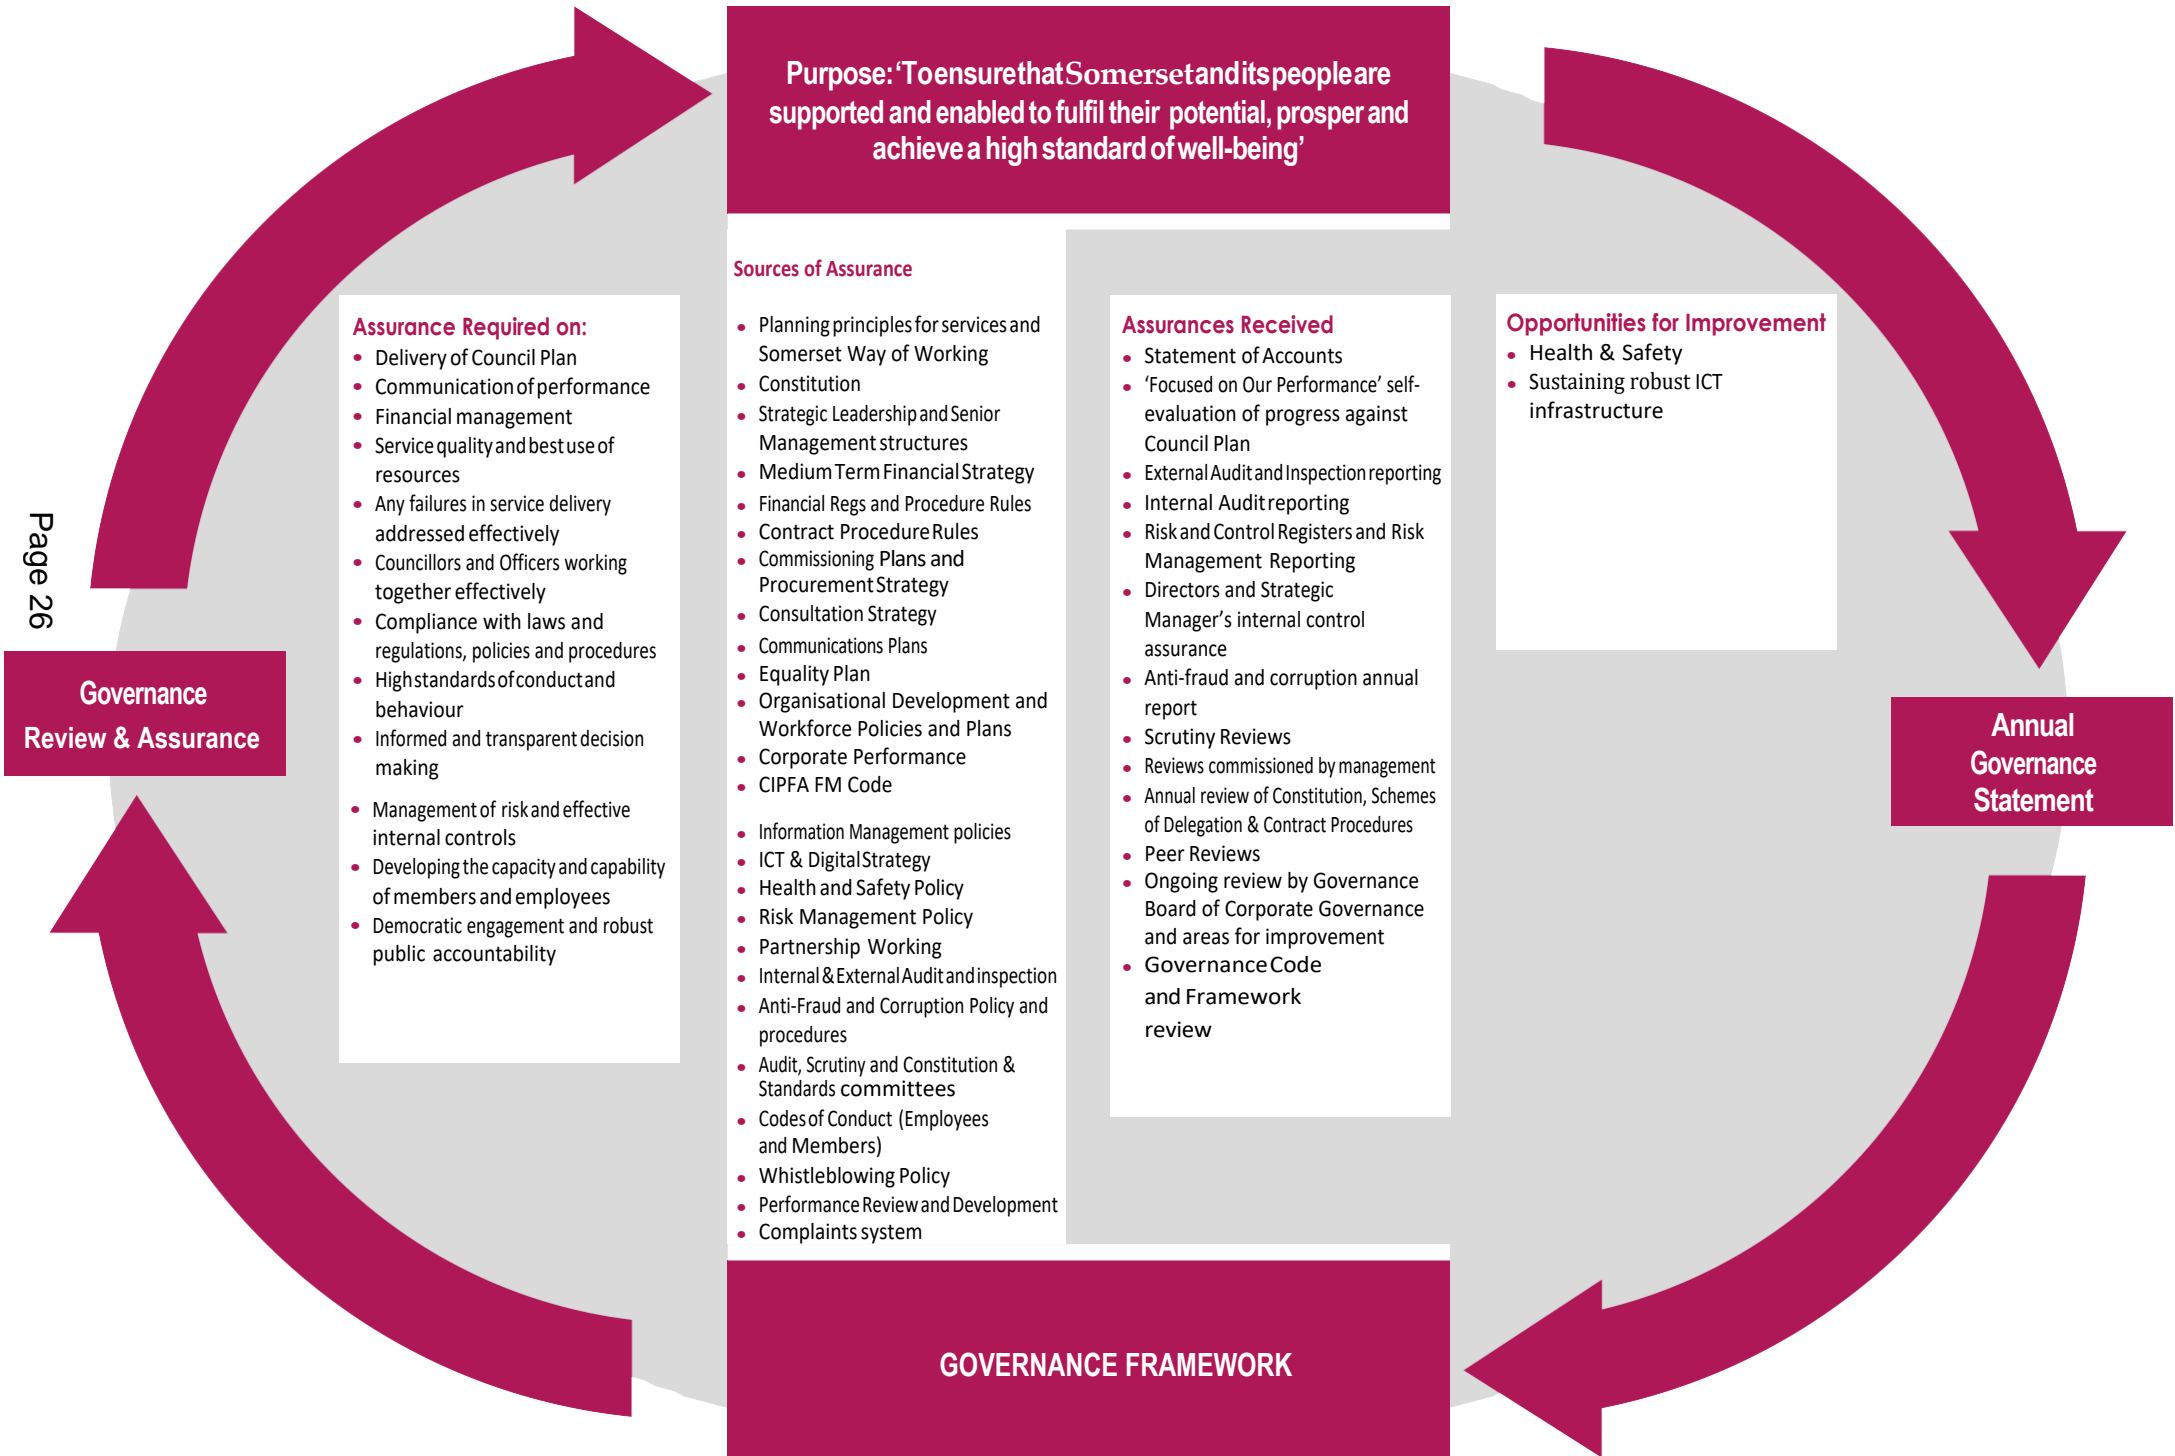 Purpose: ‘To ensure that Somerset and its people are
supported and enabled to fulfil their potential, prosper and
achieve a high standard of well-being’
Page 26
Governance
Review & Assurance
Assurance Required on:
• Delivery of Council Plan
• Communication of performance
• Financial management
• Service quality and best use of
resources
• Any failures in service delivery
addressed effectively
• Councillors and Officers working
together effectively
• Compliance with laws and
regulations, policies and procedures
• High standards of conduct and
behaviour
• Informed and transparent decision
making
• Management of risk and effective
internal controls
• Developing the capacity and capability
of members and employees
• Democratic engagement and robust
public accountability
Sources of Assurance
• Planning principles for services and
Somerset Way of Working
• Constitution
• Strategic Leadership and Senior
Management structures
• Medium Term Financial Strategy
• Financial Regs and Procedure Rules
• Contract Procedure Rules
• Commissioning Plans and
Procurement Strategy
• Consultation Strategy
• Communications Plans
• Equality Plan
• Organisational Development and
Workforce Policies and Plans
• Corporate Performance
• CIPFA FM Code
• Information Management policies
• ICT & Digital Strategy
• Health and Safety Policy
• Risk Management Policy
• Partnership Working
• Internal & External Audit and inspection
• Anti-Fraud and Corruption Policy and
procedures
• Audit, Scrutiny and Constitution &
Standards committees
• Codes of Conduct (Employees
and Members)
• Whistleblowing Policy
• Performance Review and Development
• Complaints system
Assurances Received
• Statement of Accounts
• ‘Focused on Our Performance’ self-
evaluation of progress against
Council Plan
• External Audit and Inspection reporting
• Internal Audit reporting
• Risk and Control Registers and Risk
Management Reporting
• Directors and Strategic
Manager’s internal control
assurance
• Anti-fraud and corruption annual
report
• Scrutiny Reviews
• Reviews commissioned by management
• Annual review of Constitution, Schemes
of Delegation & Contract Procedures
• Peer Reviews
• Ongoing review by Governance
Board of Corporate Governance
and areas for improvement
• Governance Code
and Framework
review
Opportunities for Improvement
• Health & Safety
• Sustaining robust ICT
infrastructure
Annual
Governance
Statement
GOVERNANCE FRAMEWORK